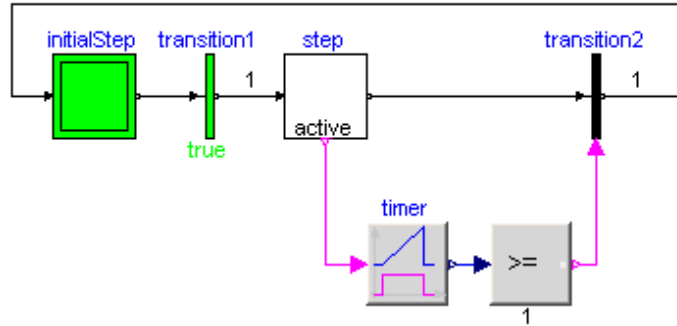 initialStep transition1 step transition2
1 1
active
true
timer
>=
1